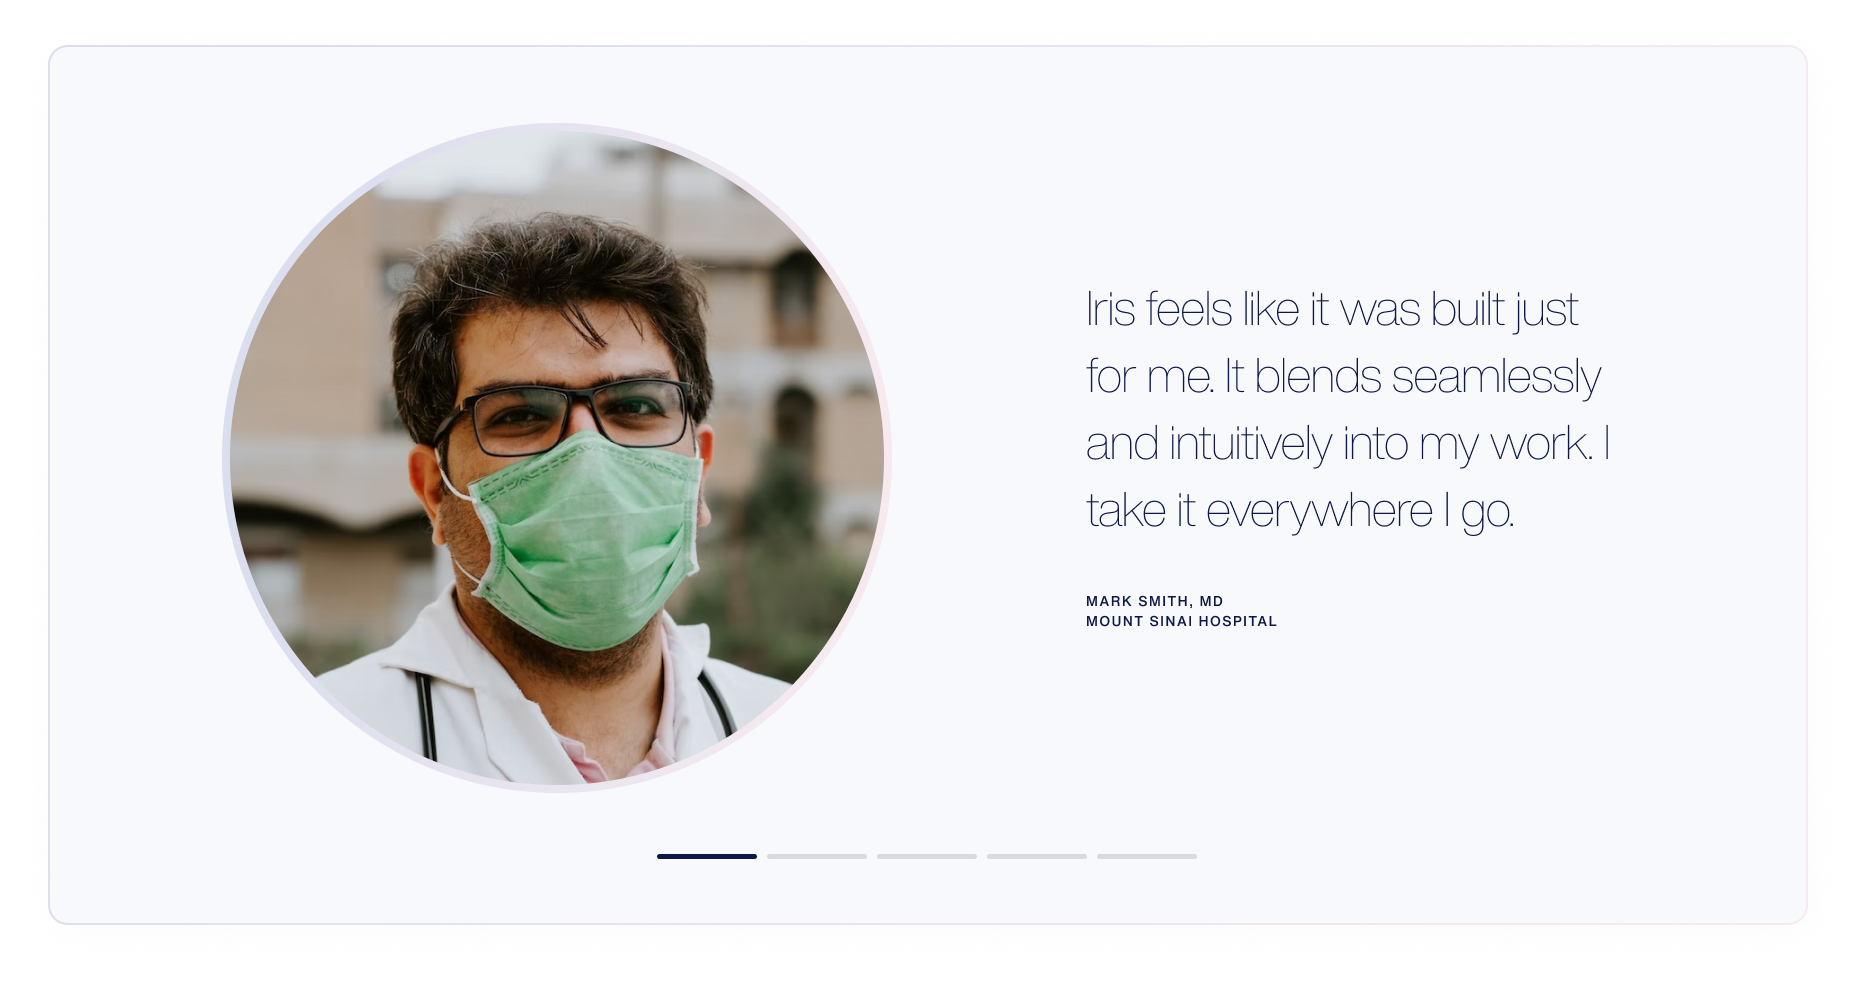 Iris feels like it was built just
for me. It blends seamlessly
and intuitively into my work. I
take it everywhere I go.
MARK SMITH, MD
MOUNT SINAI HOSPITAL